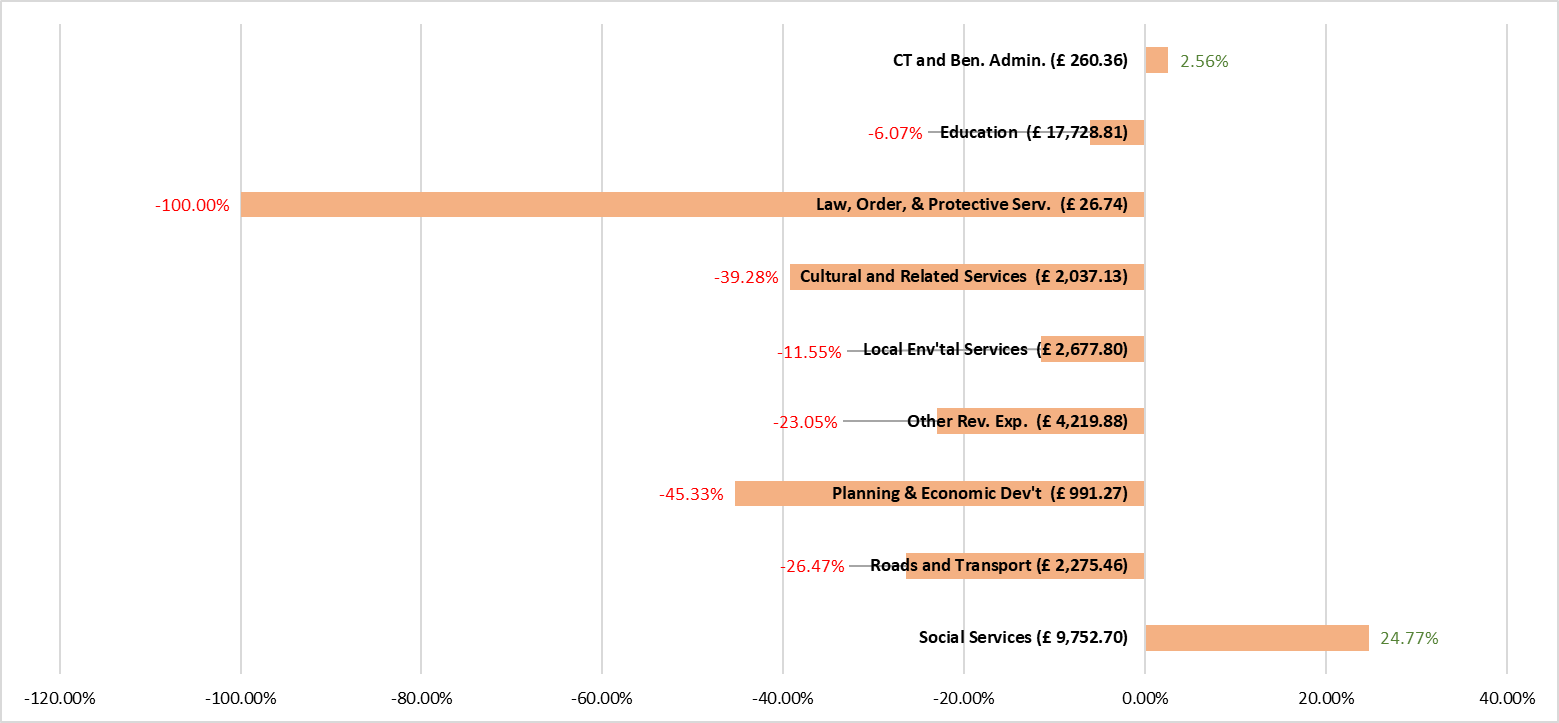 CT and Ben. Admin. (£ 260.36) 2.56%
-6.07% Education (£ 17,728.81)
-100.00% Law, Order, & Protective Serv. (£ 26.74)
-39.28% Cultural and Related Services (£ 2,037.13)
-11.55% Local Env'tal Services (£ 2,677.80)
-23.05% Other Rev. Exp. (£ 4,219.88)
-45.33% Planning & Economic Dev't (£ 991.27)
-26.47% Roads and Transport (£ 2,275.46)
Social Services (£ 9,752.70) 24.77%
-120.00% -100.00% -80.00% -60.00% -40.00% -20.00% 0.00% 20.00% 40.00%